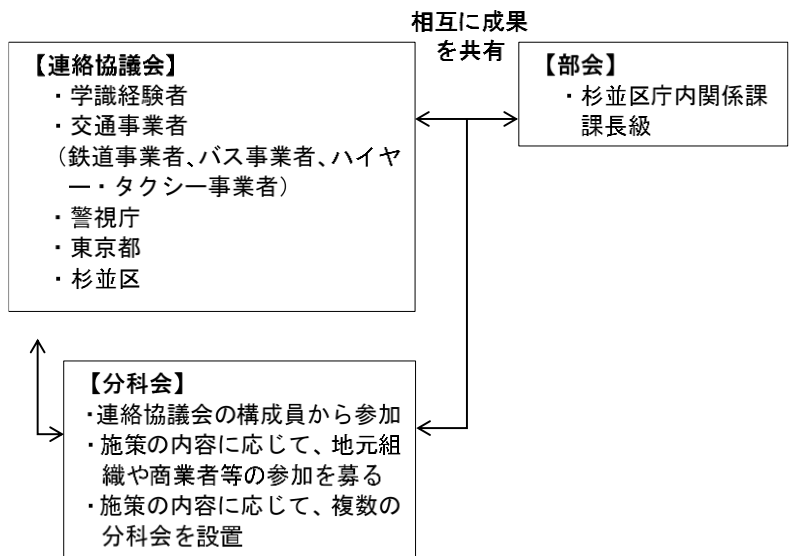 相互に成果
を共有
【連絡協議会】
・学識経験者
・交通事業者
（鉄道事業者、バス事業者、ハイヤ
ー・タクシー事業者）
・警視庁
・東京都
・杉並区
【部会】
・杉並区庁内関係課
課長級
【分科会】
・連絡協議会の構成員から参加
・施策の内容に応じて、地元組
織や商業者等の参加を募る
・施策の内容に応じて、複数の
分科会を設置